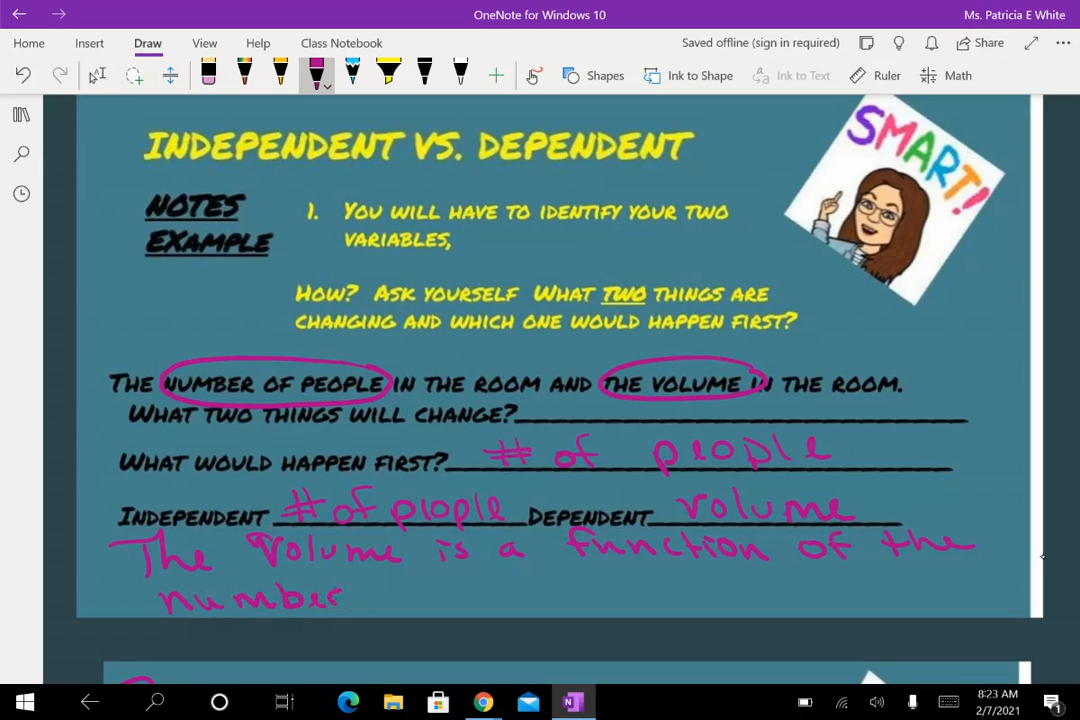 OneNote for Windows 10
Ms. Patricia E White
Home Insert Draw View Help Class Notebook
Saved offline (sign in required) Share
Shapes Ink to Shape Ink to Text Ruler Math
INDEPENDENT VS. DEPENDENT
SMART!
NOTES
EXAMPLE
1. YOU WILL HAVE TO IDENTIFY YOUR TWO
VARIABLES,
HOW? ASK YOURSELF WHAT TWO THINGS ARE
CHANGING AND WHICH ONE WOULD HAPPEN FIRST?
THE NUMBER OF PEOPLE IN THE ROOM AND THE VOLUME IN THE ROOM.
WHAT TWO THINGS WILL CHANGE?
WHAT WOULD HAPPEN FIRST? # of people
INDEPENDENT # of people DEPENDENT volume
The volume is a function of the
number
8:23 AM
2/7/2021
1